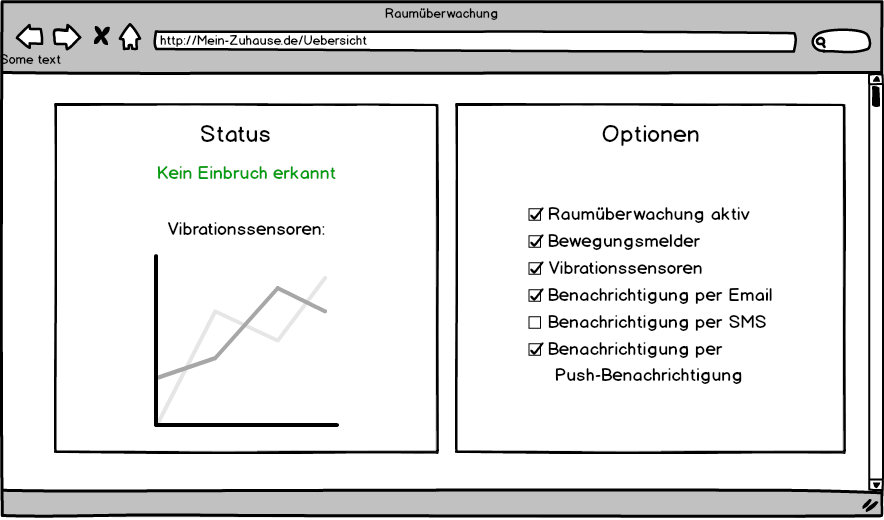 Raumüberwachung
http://Mein-Zuhause.de/Uebersicht
Some text
Status
Kein Einbruch erkannt
Vibrationssensoren:
Optionen
Raumüberwachung aktiv
Bewegungsmelder
Vibrationssensoren
Benachrichtigung per Email
Benachrichtigung per SMS
Benachrichtigung per
Push-Benachrichtigung